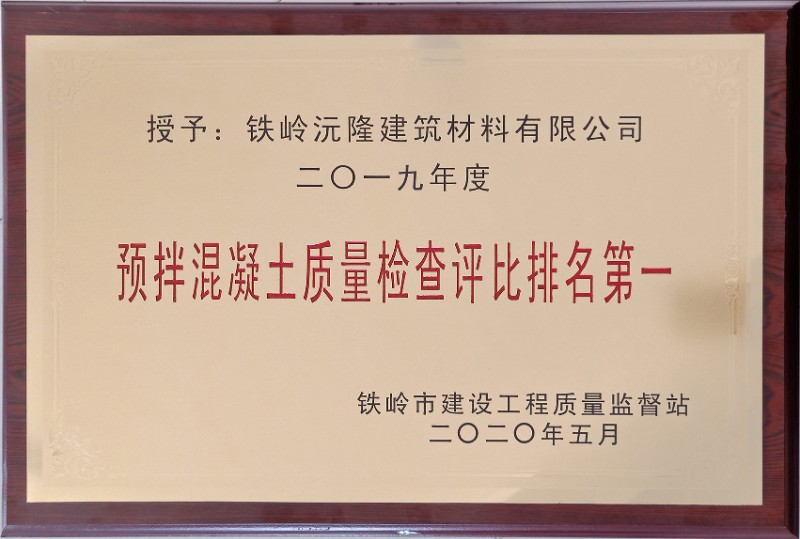 授予：铁岭沅隆建筑材料有限公司
二〇一九年度
预拌混凝土质量检查评比排名第一
铁岭市建设工程质量监督站
二〇二〇年五月